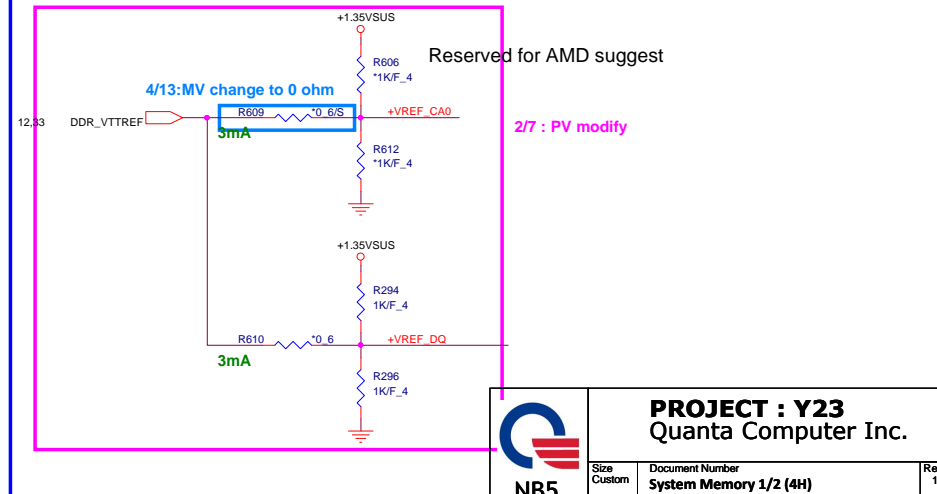 +1.35VSUS
Reserved for AMD suggest
R606
*1K/F_4
4/13:MV change to 0 ohm
12,33
DDR_VTTREF
R609
*0_6/S
+VREF_CA0
3mA
2/7 : PV modify
R612
*1K/F_4
+1.35VSUS
R294
1K/F_4
R610
*0_6
+VREF_DQ
3mA
R296
1K/F_4
PROJECT : Y23
Quanta Computer Inc.
NB5
Size
Custom
Document Number
System Memory 1/2 (4H)
Re
1